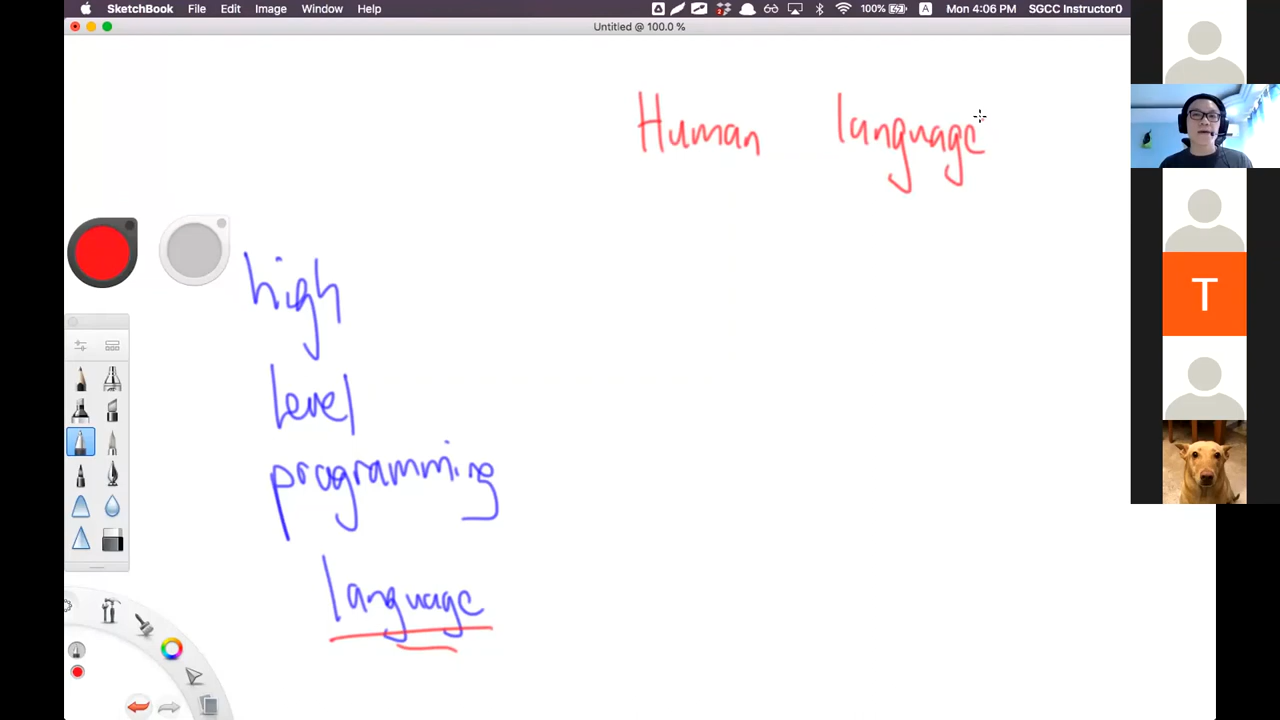 SketchBook File Edit Image Window Help 100% A Mon 4:06 PM SGCC Instructor0
Untitled @ 100.0 %
Human language
high
level
programming
language
T